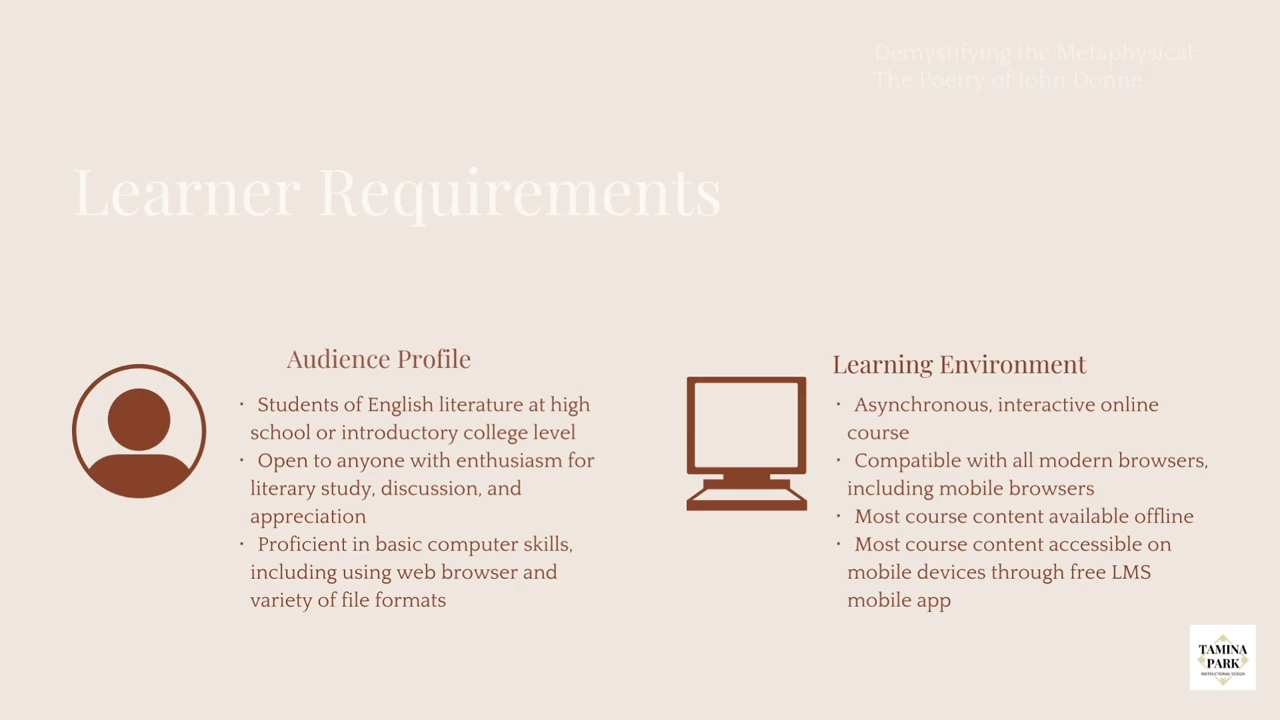 Demystifying the Metaphysical:
The Poetry of John Donne
Learner Requirements
Audience Profile
· Students of English literature at high
school or introductory college level
· Open to anyone with enthusiasm for
literary study, discussion, and
appreciation
· Proficient in basic computer skills,
including using web browser and
variety of file formats
Learning Environment
· Asynchronous, interactive online
course
· Compatible with all modern browsers,
including mobile browsers
· Most course content available offline
· Most course content accessible on
mobile devices through free LMS
mobile app
TAMINA
PARK
INSTRUCTIONAL DESIGN